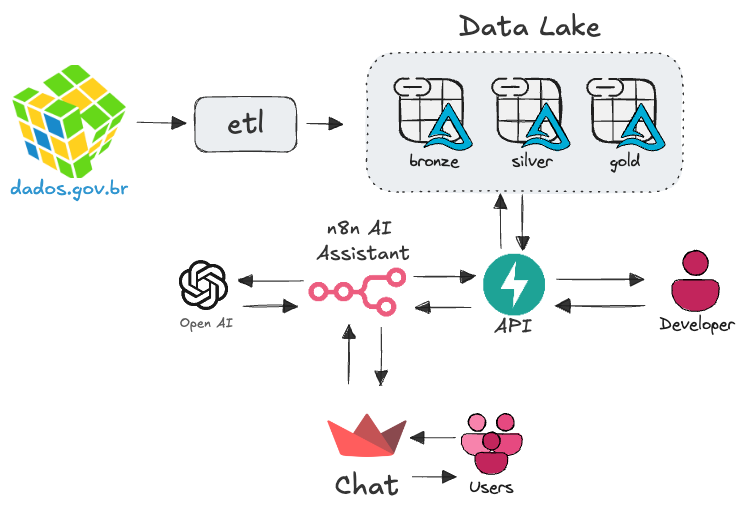 Data Lake
etl
bronze
silver
gold
dados.gov.br
n8n AI
Assistant
Open AI
API
Developer
Chat
Users